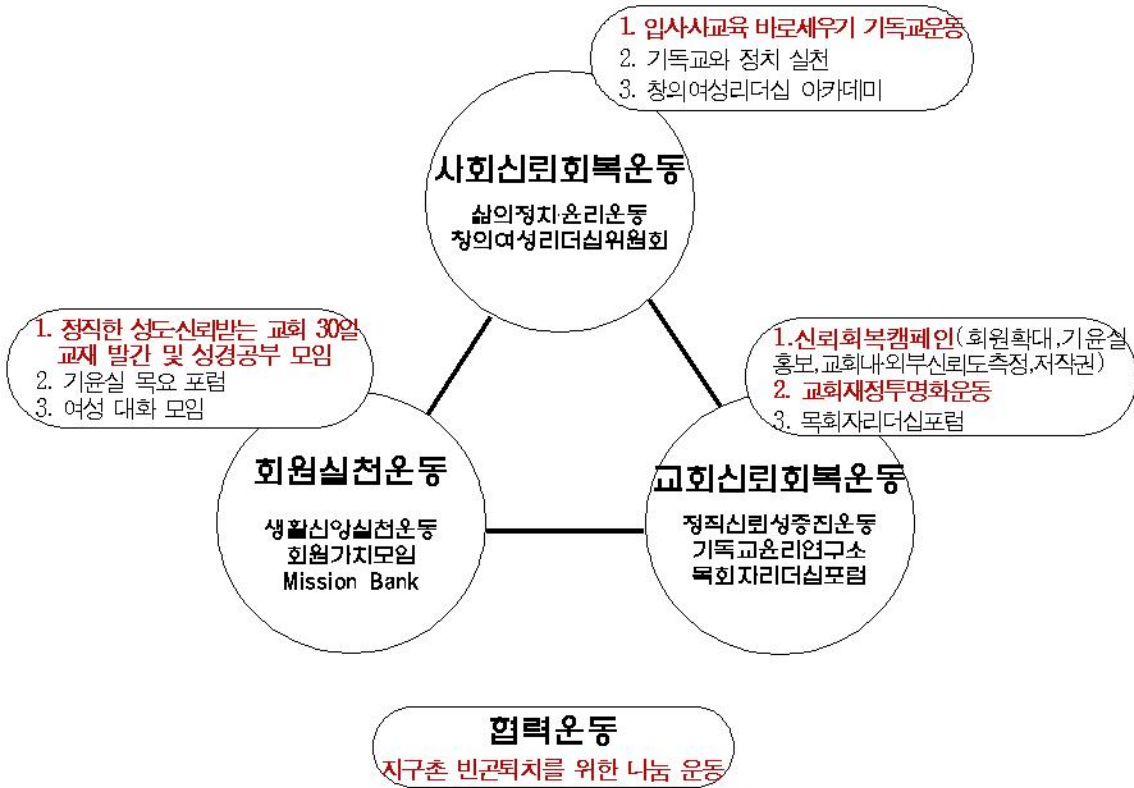 1. 입사사교육 바로세우기 기독교운동
2. 기독교와 정치 실천
3. 창의여성리더십 아카데미
사회신뢰회복운동
삶의정치·윤리운동
창의여성리더십위원회
1. 정직한 성도·신뢰받는 교회 30일
교재 발간 및 성경공부 모임
2. 기윤실 목요 포럼
3. 여성 대화 모임
회원실천운동
생활신앙실천운동
회원가치모임
Mission Bank
1.신뢰회복캠페인(회원확대,기윤실
홍보,교회내·외부신뢰도측정,저작권)
2. 교회재정투명화운동
3. 목회자리더십포럼
교회신뢰회복운동
정직신뢰성증진운동
기독교윤리연구소
목회자리더십포럼
협력운동
지구촌 빈곤퇴치를 위한 나눔 운동